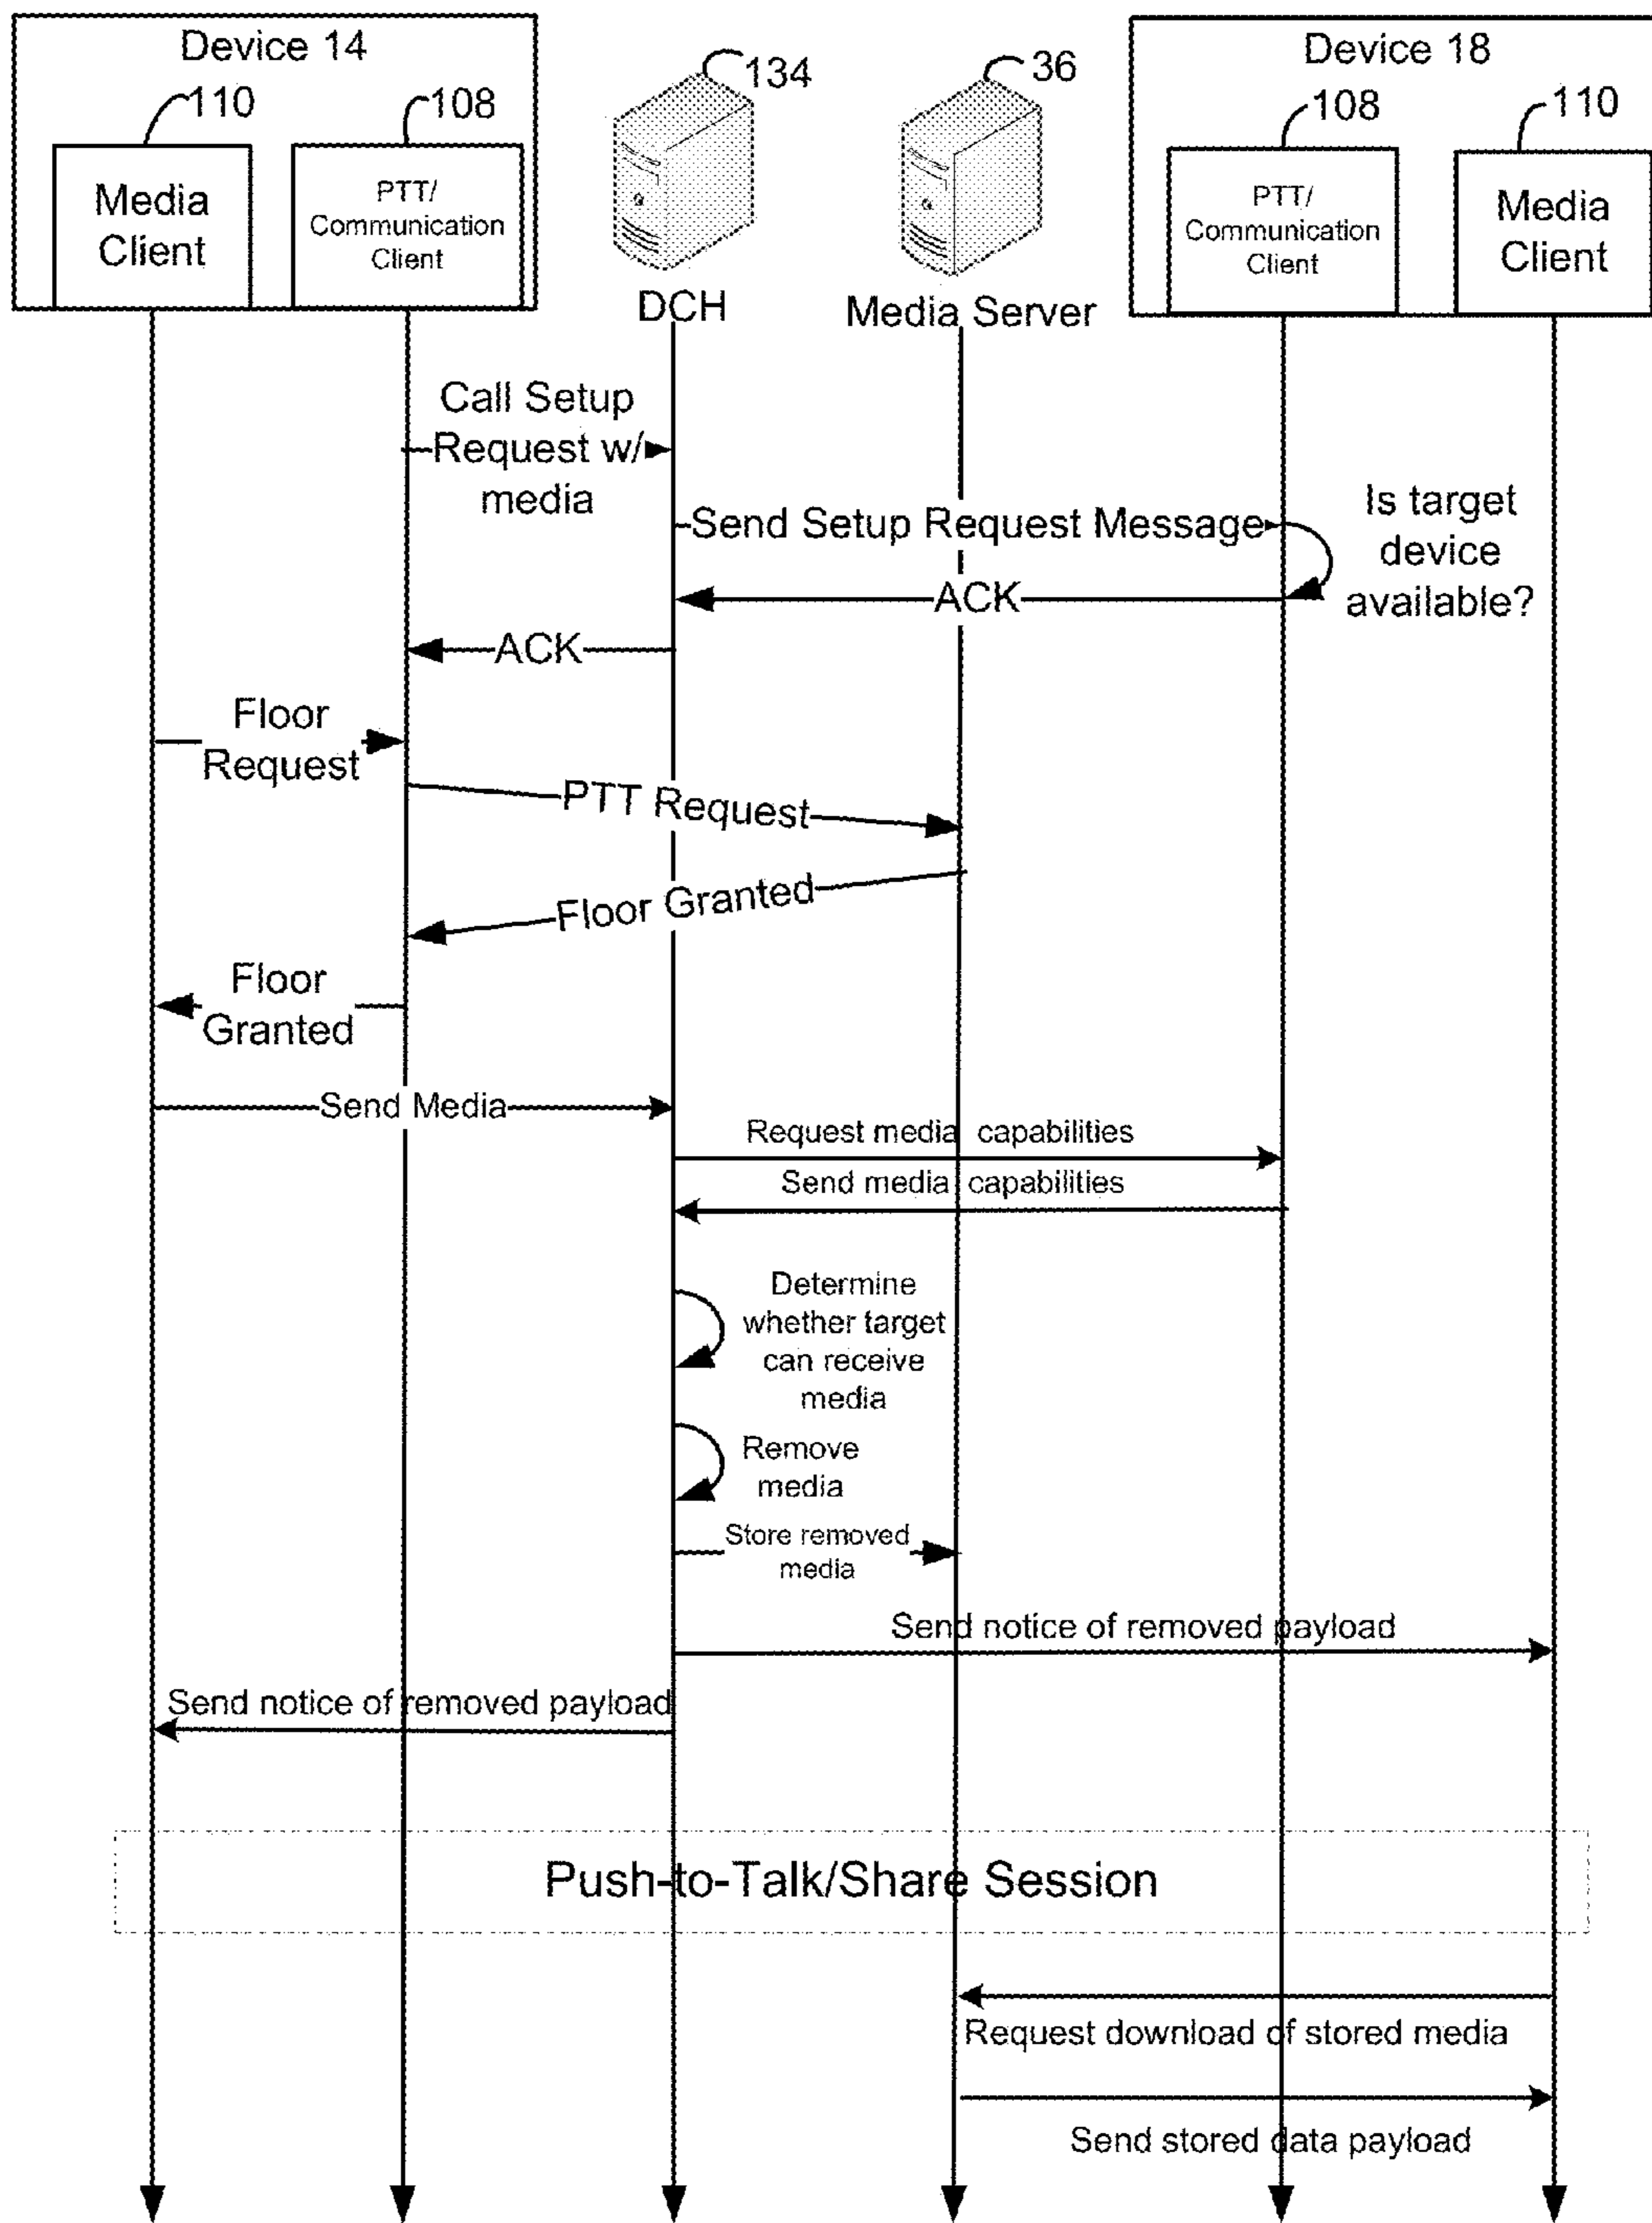 Device 14
110
108
Media
Client
PTT/
Communication
Client
134
DCH
36
Media Server
Device 18
108
110
PTT/
Communication
Client
Media
Client
Call Setup
Request w/
media
Send Setup Request Message
Is target
device
available?
ACK
ACK
Floor
Request
PTT Request
Floor Granted
Floor
Granted
Send Media
Request media capabilities
Send media capabilities
Determine
whether target
can receive
media
Remove
media
Store removed
media
Send notice of removed payload
Send notice of removed payload
Push-to-Talk/Share Session
Request download of stored media
Send stored data payload